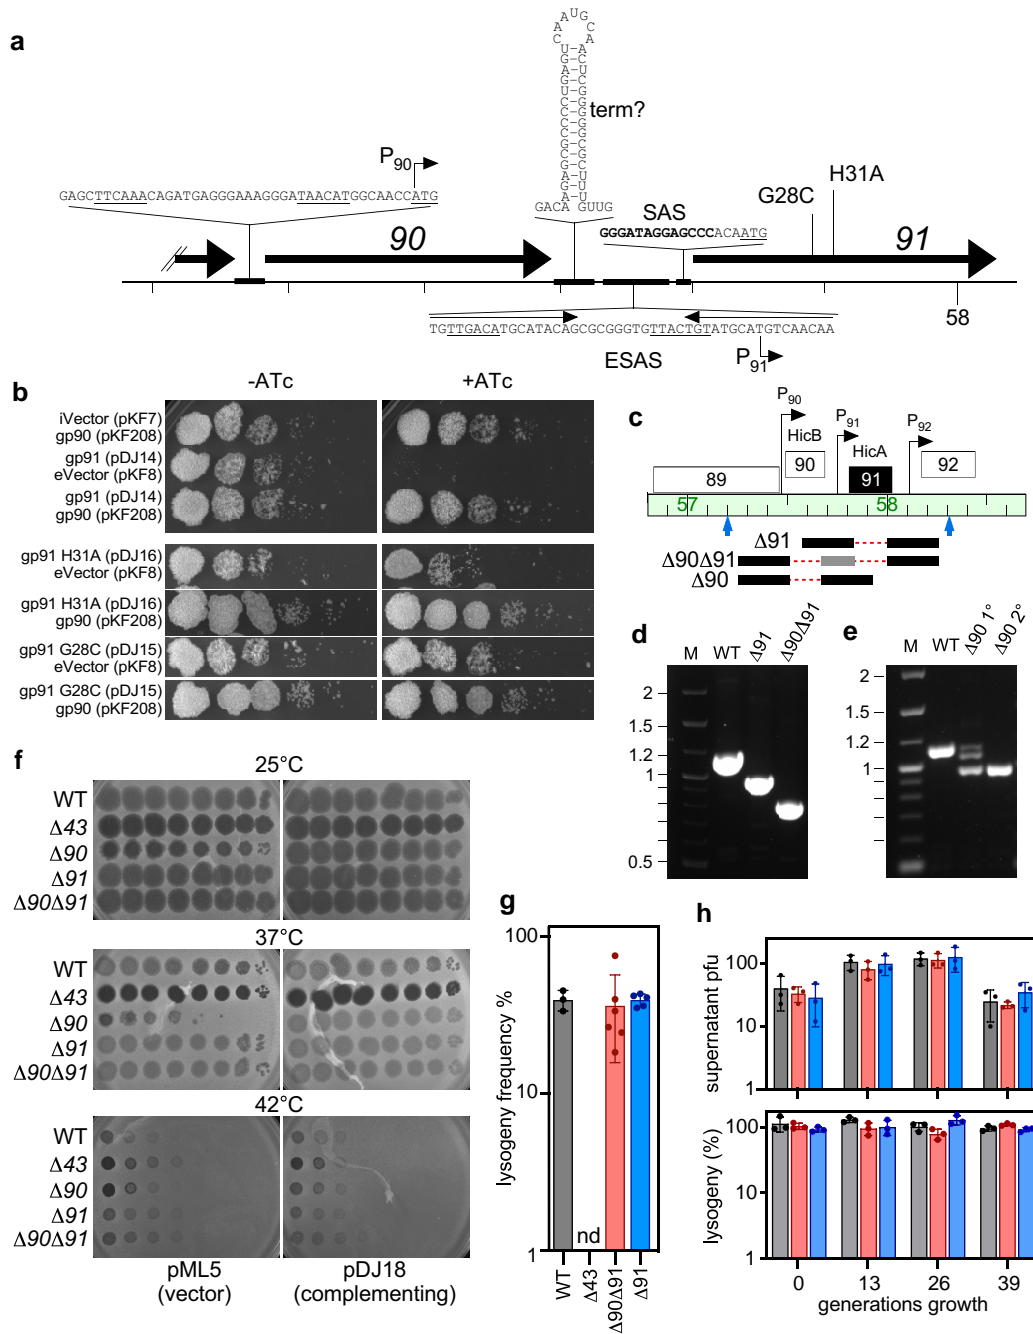 a
A U G
A C
C A
A A
U C
G U
A C
G G
U G
C G
C G
C G
G C
C G
G C
A U
G U
A U
GACA GUUG
term?
P90
GAGCTTCAAACAGATGAGGGAAAGGGATAACATGGCAACCATG
SAS
GGGATAGGAGCCCACAATG
G28C
H31A
90
91
58
TGTTGACATGCATACAGCGCGGGTGTTACTGTATGCATGTCAACAA
ESAS
P91
b
-ATc
+ATc
iVector (pKF7)
gp90 (pKF208)
gp91 (pDJ14)
eVector (pKF8)
gp91 (pDJ14)
gp90 (pKF208)
gp91 H31A (pDJ16)
eVector (pKF8)
gp91 H31A (pDJ16)
gp90 (pKF208)
gp91 G28C (pDJ15)
eVector (pKF8)
gp91 G28C (pDJ15)
gp90 (pKF208)
c
P90
P91
P92
HicB
HicA
89
90
91
92
57
58
Δ91
Δ90Δ91
Δ90
d
M WT Δ91 Δ90Δ91
2
1.5
1.2
1
0.5
e
M WT Δ90 1° Δ90 2°
2
1.5
1.2
1
f
25°C
WT
Δ43
Δ90
Δ91
Δ90Δ91
37°C
WT
Δ43
Δ90
Δ91
Δ90Δ91
42°C
WT
Δ43
Δ90
Δ91
Δ90Δ91
pML5
(vector)
pDJ18
(complementing)
g
lysogeny frequency %
100
10
1
nd
WT
Δ43
Δ90Δ91
Δ91
h
supernatant pfu
100
10
1
lysogeny (%)
100
10
1
0 13 26 39
generations growth